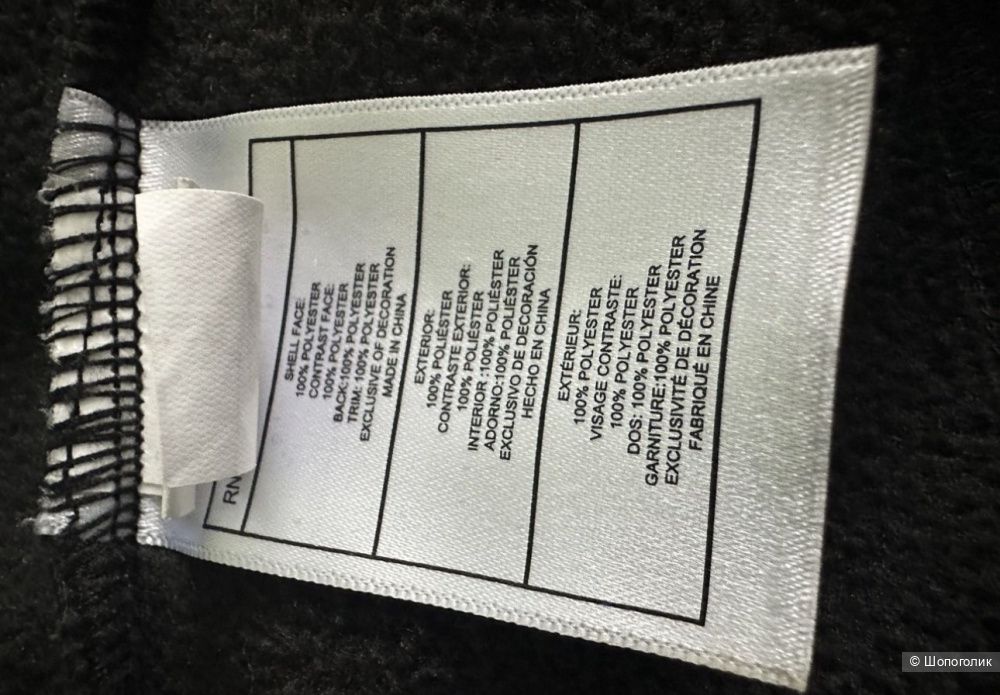 RN
SHELL FACE:
100% POLYESTER
CONTRAST FACE:
100% POLYESTER
BACK:100% POLYESTER
TRIM: 100% POLYESTER
EXCLUSIVE OF DECORATION
MADE IN CHINA
EXTERIOR:
100% POLIÉSTER
CONTRASTE EXTERIOR:
100% POLIÉSTER
INTERIOR :100% POLIÉSTER
ADORNO:100% POLIÉSTER
EXCLUSIVO DE DECORACIÓN
HECHO EN CHINA
EXTÉRIEUR:
100% POLYESTER
VISAGE CONTRASTE:
100% POLYESTER
DOS: 100% POLYESTER
GARNITURE:100% POLYESTER
EXCLUSIVITÉ DE DÉCORATION
FABRIQUÉ EN CHINE
© Шопоголик